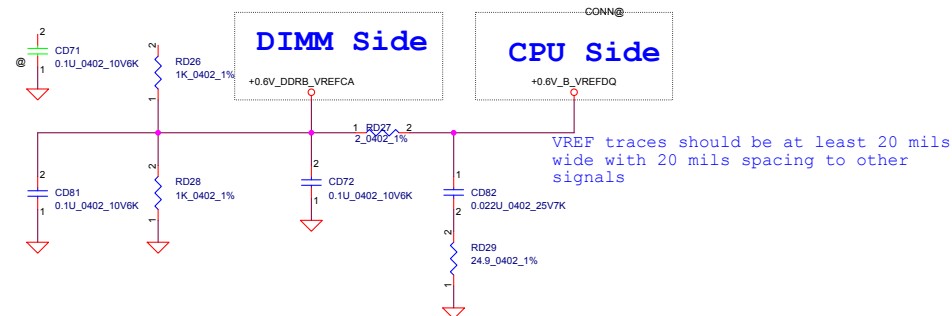 CONN@
DIMM Side
CPU Side
+0.6V_DDRB_VREFCA
+0.6V_B_VREFDQ
2
CD71
0.1U_0402_10V6K
@
1
2
RD26
1K_0402_1%
1
1
RD27
2
2_0402_1%
VREF traces should be at least 20 mils
wide with 20 mils spacing to other
signals
2
CD81
0.1U_0402_10V6K
1
2
RD28
1K_0402_1%
1
2
CD72
0.1U_0402_10V6K
1
1
CD82
0.022U_0402_25V7K
2
2
RD29
24.9_0402_1%
1